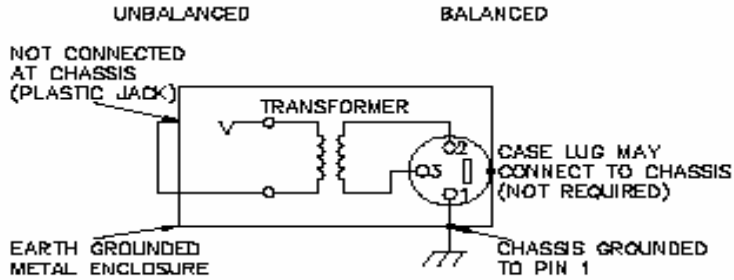 UNBALANCED
BALANCED
NOT CONNECTED
AT CHASSIS
(PLASTIC JACK)
TRANSFORMER
2
3
1
CASE LUG MAY
CONNECT TO CHASSIS
(NOT REQUIRED)
EARTH GROUNDED
METAL ENCLOSURE
CHASSIS GROUNDED
TO PIN 1